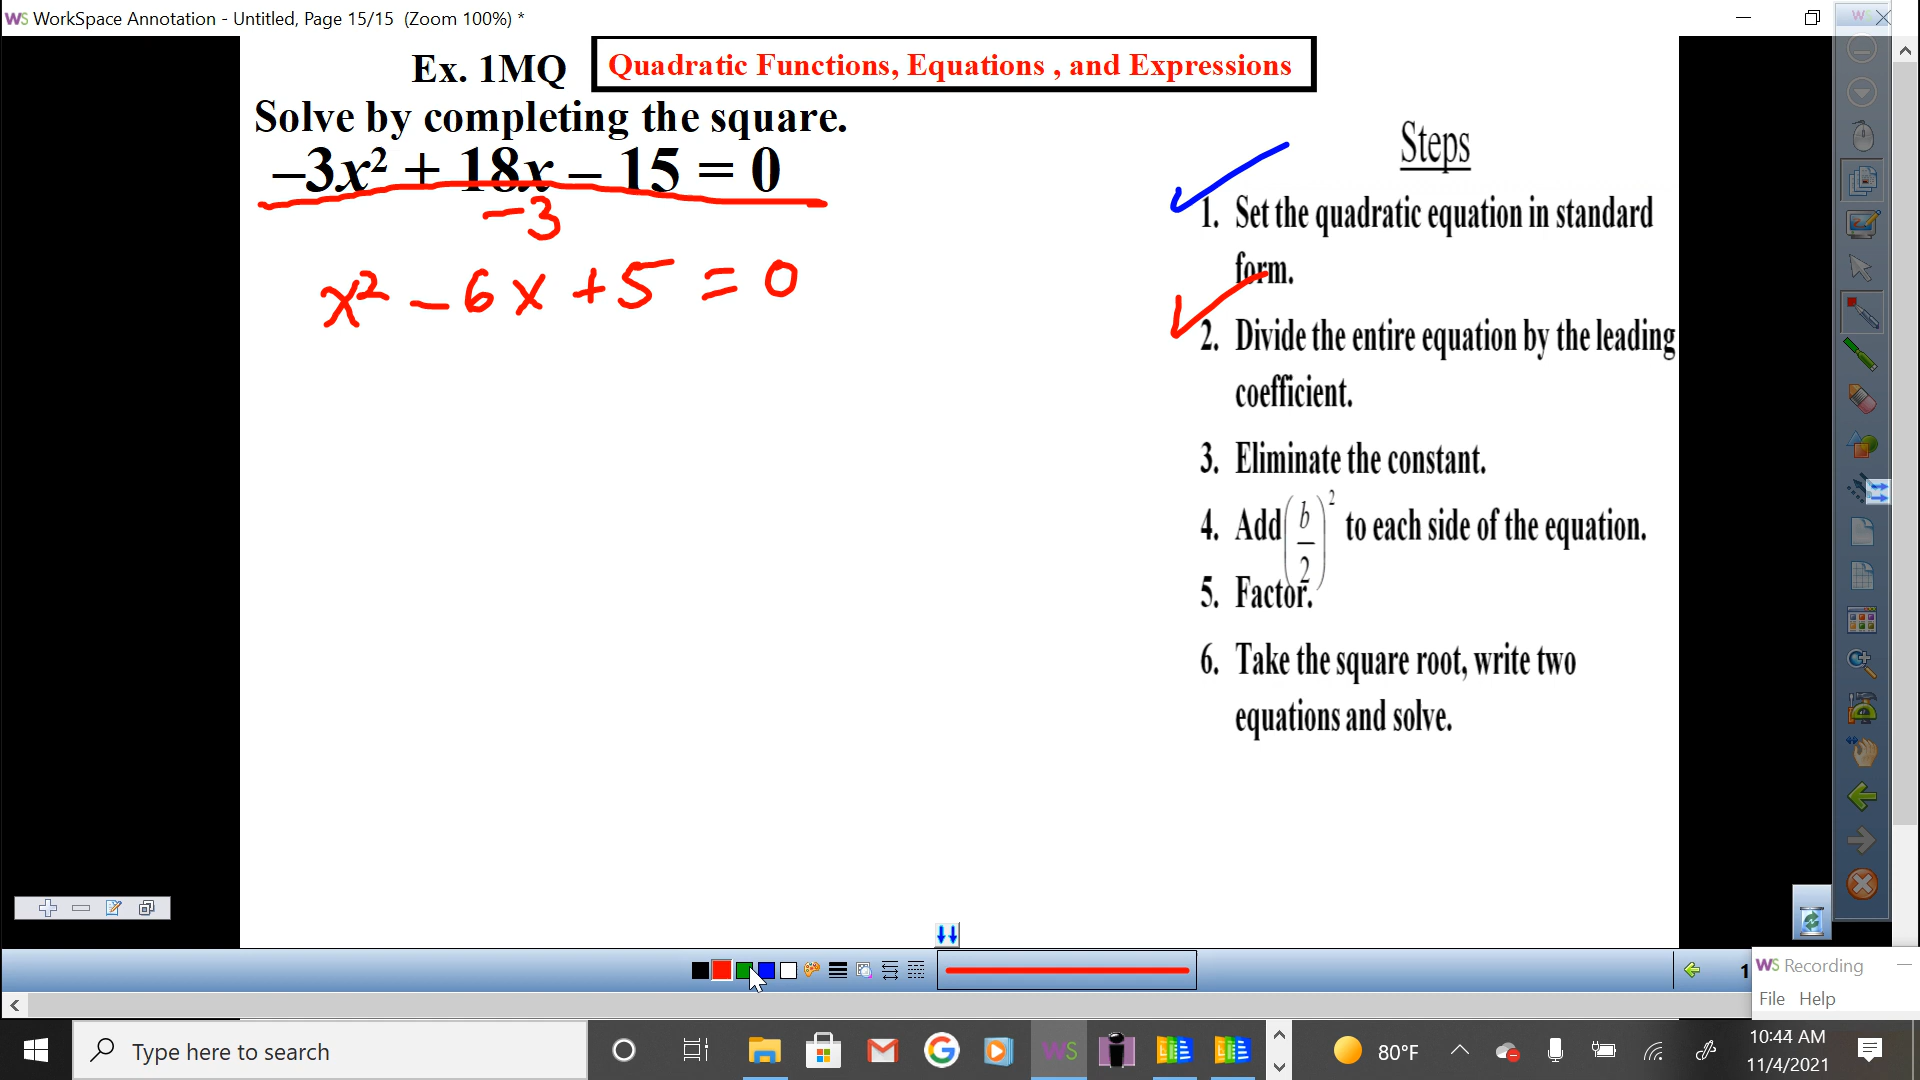 WS WorkSpace Annotation - Untitled, Page 15/15 (Zoom 100%) *
Ex. 1MQ
Quadratic Functions, Equations , and Expressions
Solve by completing the square.
–3x² + 18x – 15 = 0
–3
x² – 6x + 5 = 0
Steps
1. Set the quadratic equation in standard
form.
2. Divide the entire equation by the leading
coefficient.
3. Eliminate the constant.
4. Add (b/2)² to each side of the equation.
5. Factor.
6. Take the square root, write two
equations and solve.
1
WS Recording
File Help
Type here to search
WS
80°F
10:44 AM
11/4/2021